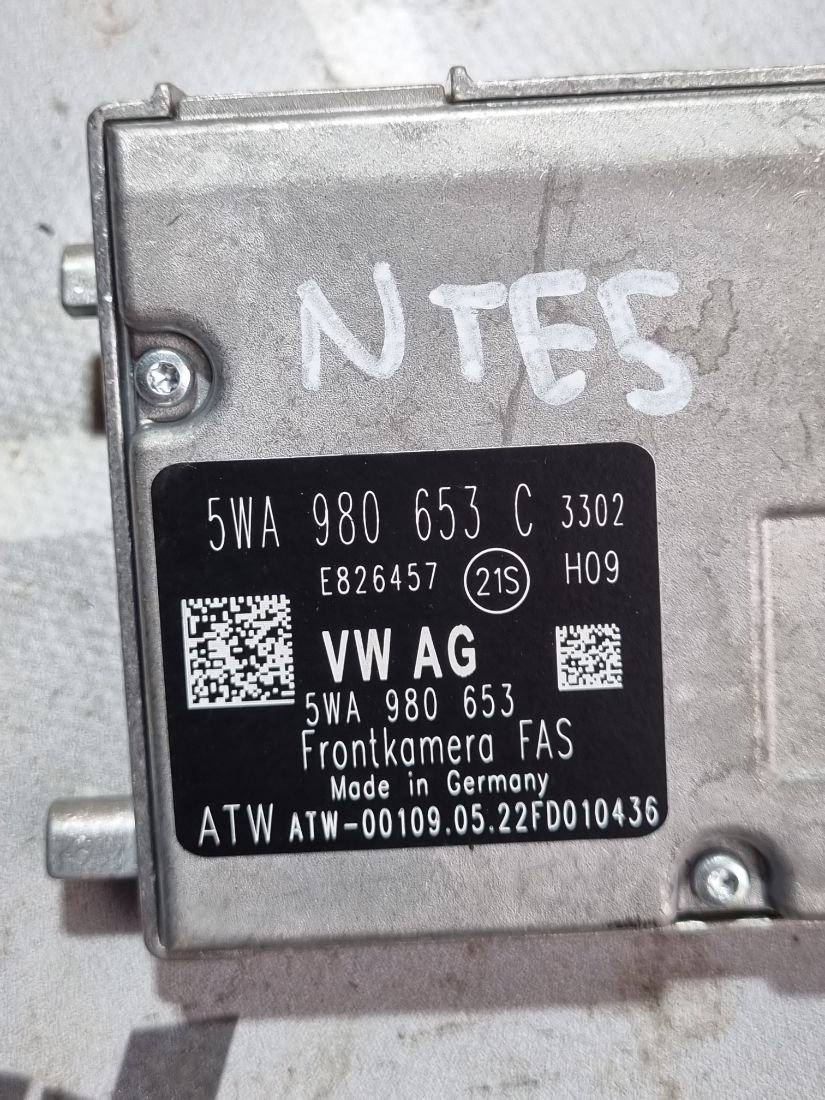 NTE5
5WA 980 653 C 3302
E826457 21S H09
VW AG
5WA 980 653
Frontkamera FAS
Made in Germany
ATW ATW-00109.05.22FD010436